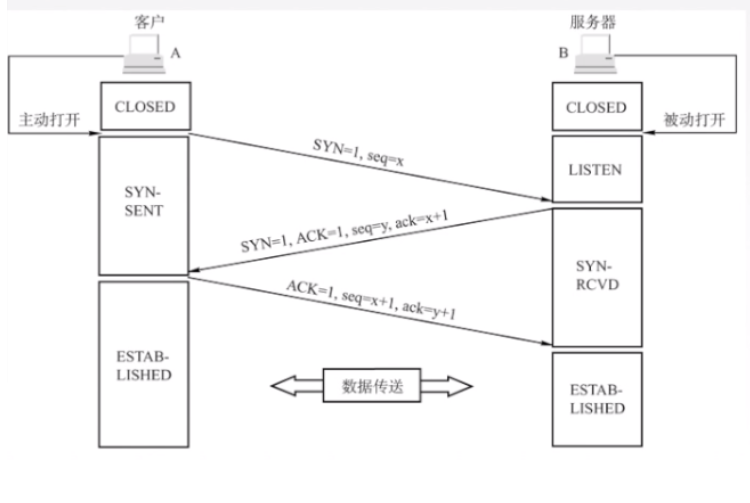 客户
服务器
A
B
CLOSED
CLOSED
主动打开
被动打开
SYN=1, seq=x
LISTEN
SYN-
SENT
SYN=1, ACK=1, seq=y, ack=x+1
SYN-
RCVD
ACK=1, seq=x+1, ack=y+1
ESTAB-
LISHED
数据传送
ESTAB-
LISHED